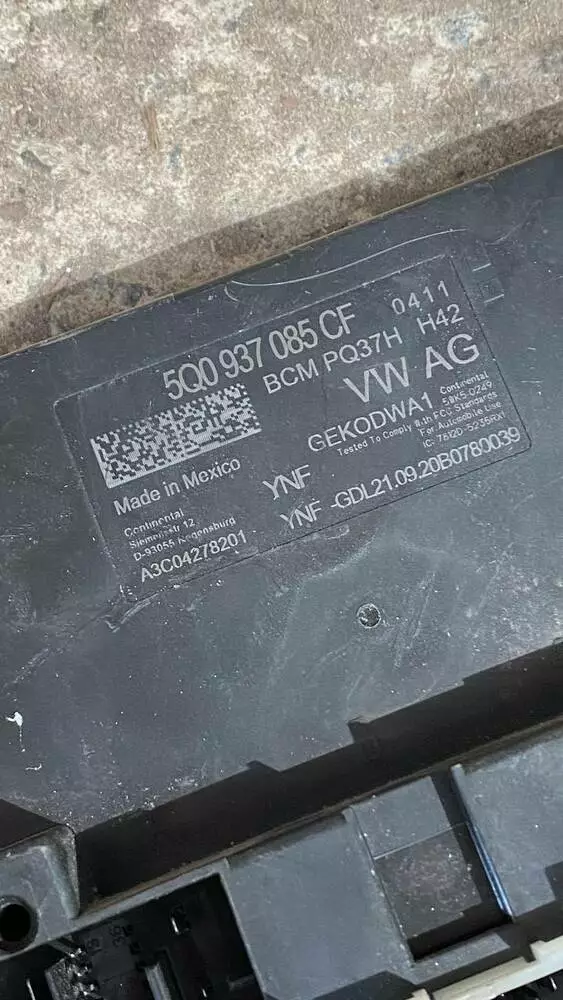 5Q0 937 085 CF 0411
BCM PQ37H H42
VW AG
GEKODWA1 Continental
5WK50249
Tested To Comply With FCC Standards
For Automobile Use
IC: 7812D-5235RX1
Made in Mexico
YNF
YNF -GDL21.09.20B0780039
Continental
Siemensstr 12
D-93055 Regensburg
A3C04278201